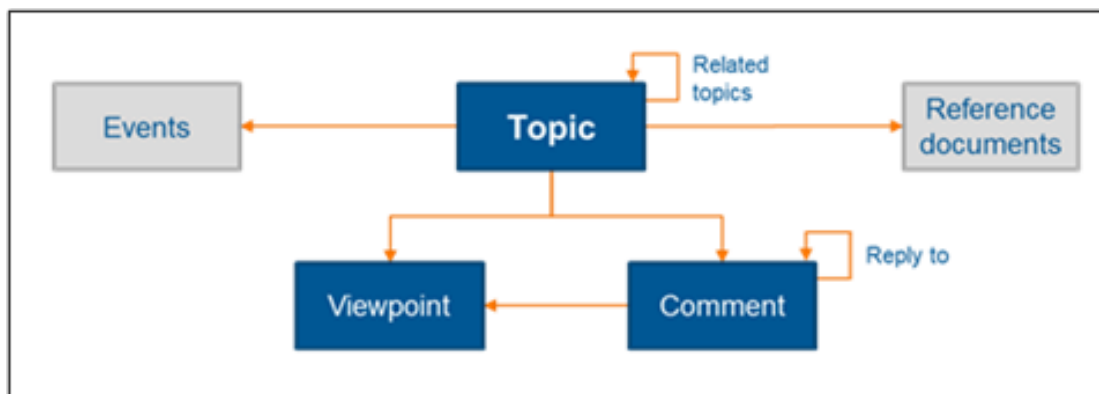 Related
topics
Events
Topic
Reference
documents
Reply to
Viewpoint
Comment